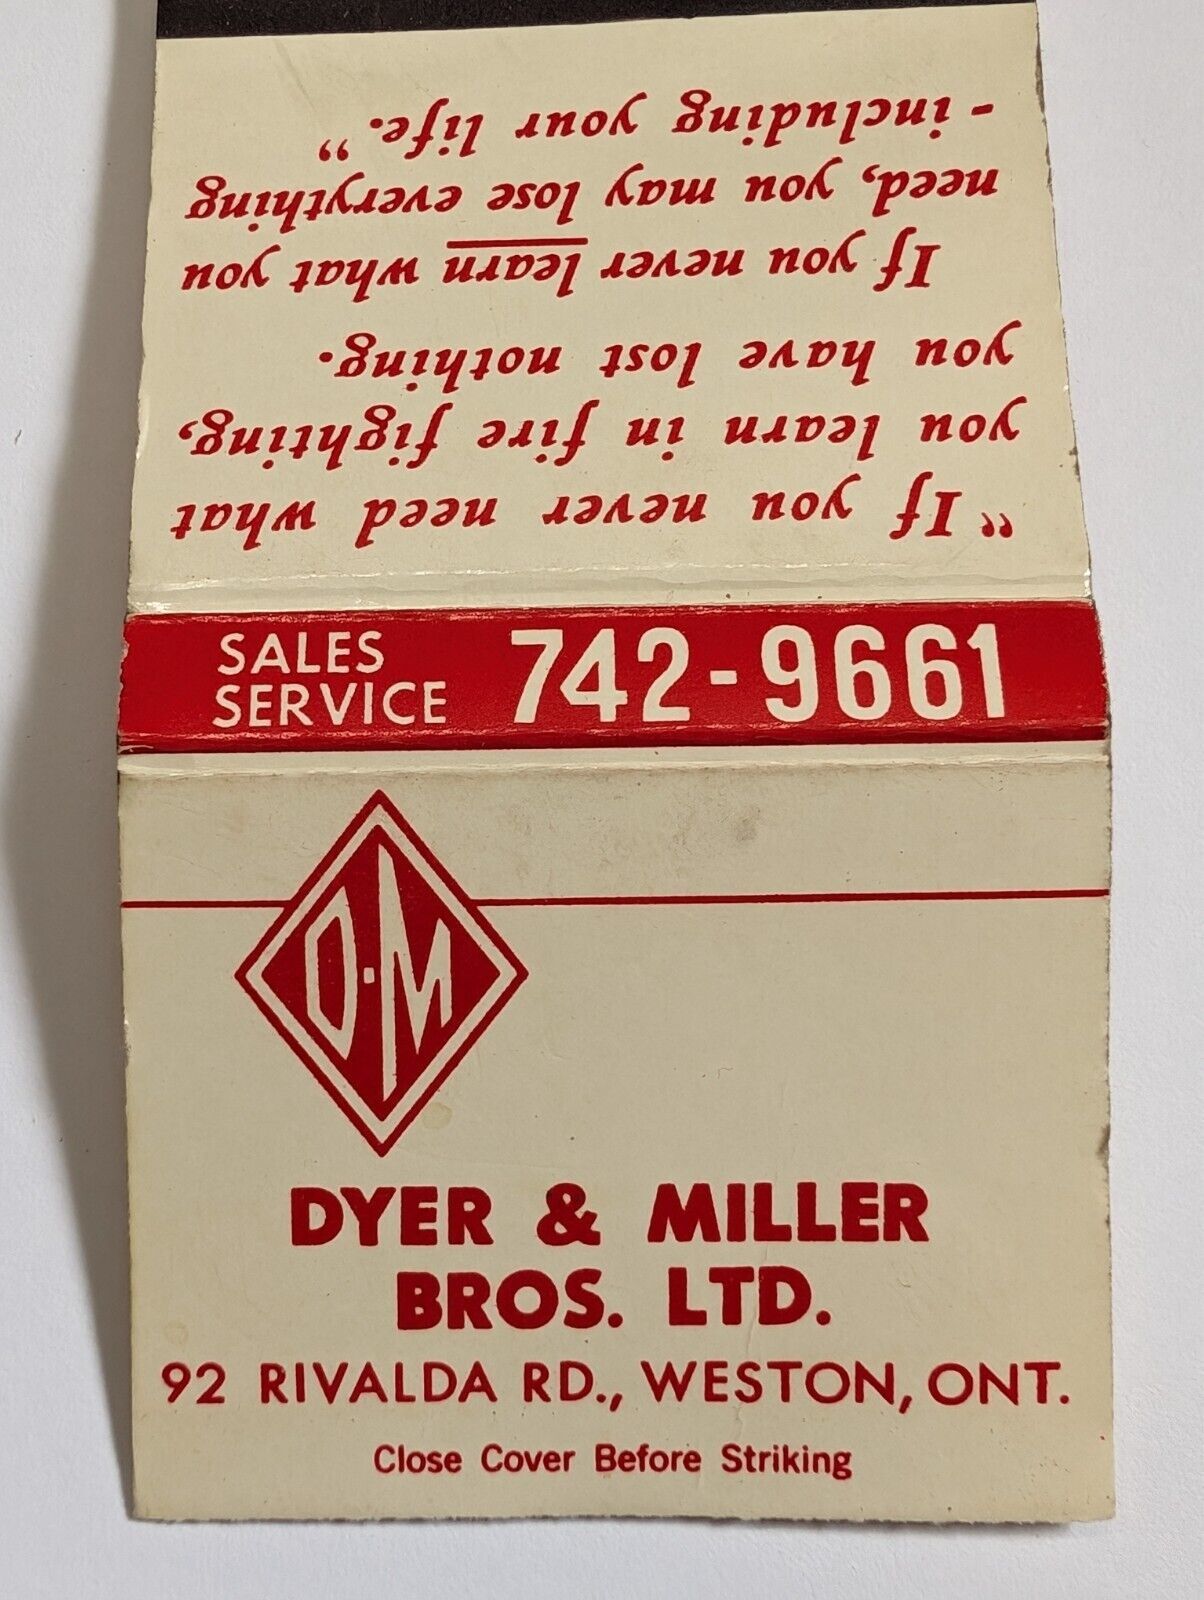 "If you never need what
you learn in fire fighting,
you have lost nothing.
If you never learn what you
need, you may lose everything
- including your life."
SALES
SERVICE
742-9661
D-M
DYER & MILLER
BROS. LTD.
92 RIVALDA RD., WESTON, ONT.
Close Cover Before Striking